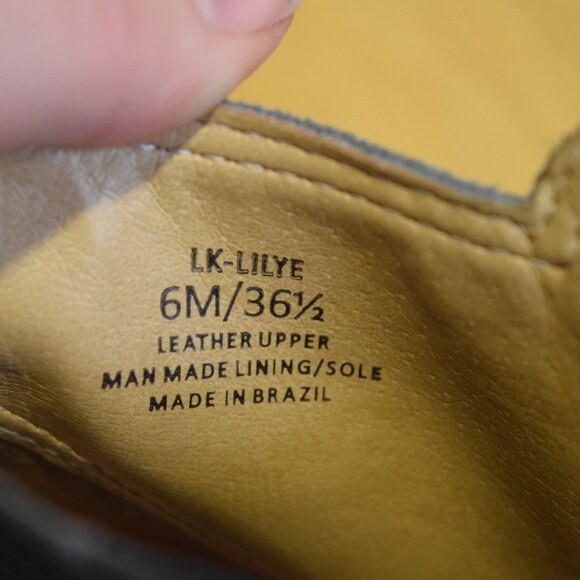 LK-LILYE
6M/36½
LEATHER UPPER
MAN MADE LINING/SOLE
MADE IN BRAZIL